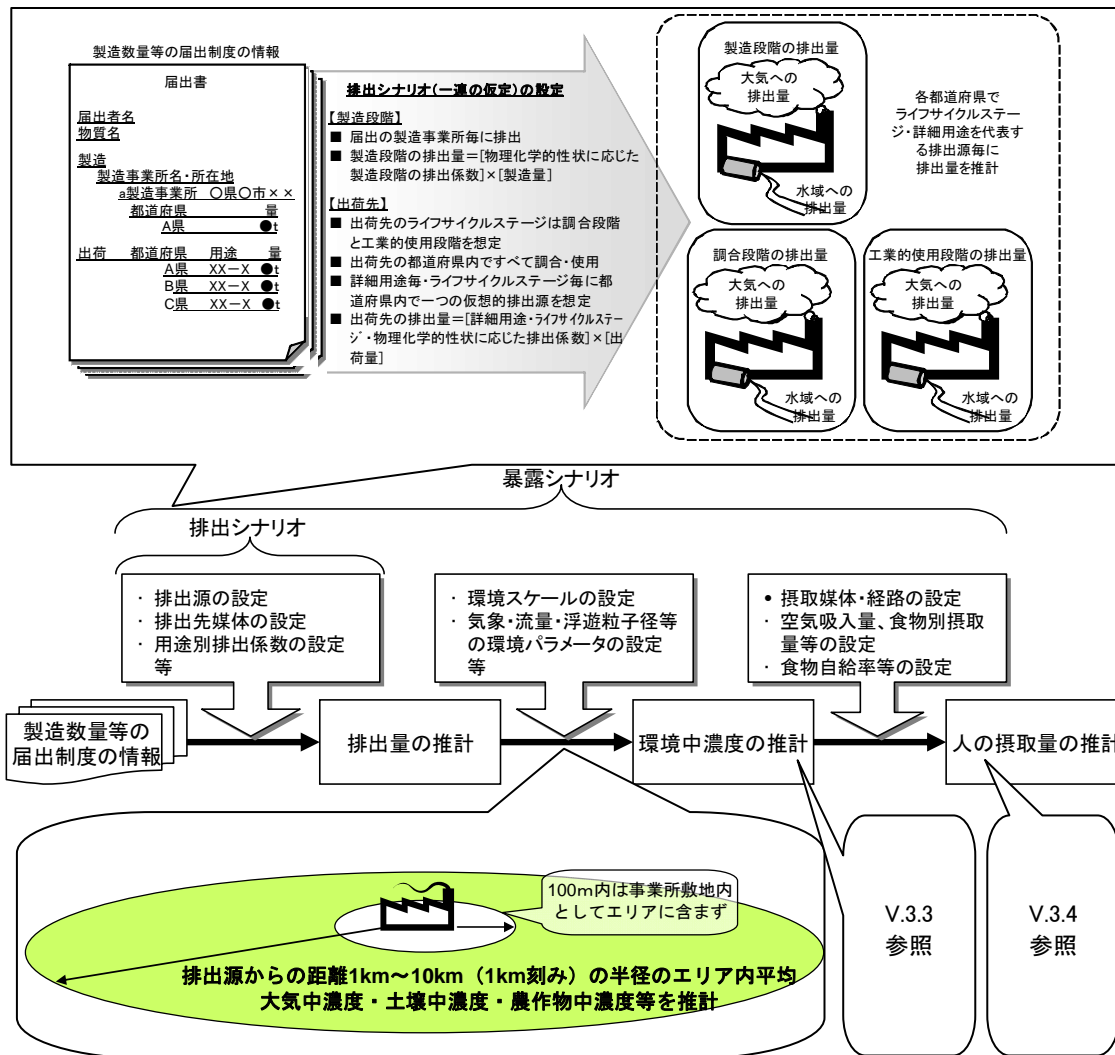 製造数量等の届出制度の情報
届出書
届出者名
物質名
製造
製造事業所名・所在地
a製造事業所　〇県〇市××
都道府県　量
A県　●t
出荷　都道府県　用途　量
A県　XX－X　●t
B県　XX－X　●t
C県　XX－X　●t
排出シナリオ(一連の仮定)の設定
【製造段階】
■ 届出の製造事業所毎に排出
■ 製造段階の排出量＝[物理化学的性状に応じた
製造段階の排出係数]×[製造量]
【出荷先】
■ 出荷先のライフサイクルステージは調合段階
と工業的使用段階を想定
■ 出荷先の都道府県内ですべて調合・使用
■ 詳細用途毎・ライフサイクルステージ毎に都
道府県内で一つの仮想的排出源を想定
■ 出荷先の排出量＝[詳細用途・ﾗｲﾌｻｲｸﾙｽﾃｰ
ｼﾞ・物理化学的性状に応じた排出係数]×[出
荷量]
製造段階の排出量
大気への
排出量
水域への
排出量
各都道府県で
ライフサイクルステー
ジ・詳細用途を代表す
る排出源毎に
排出量を推計
調合段階の排出量
大気への
排出量
水域への
排出量
工業的使用段階の排出量
大気への
排出量
水域への
排出量
暴露シナリオ
排出シナリオ
・ 排出源の設定
・ 排出先媒体の設定
・ 用途別排出係数の設定
等
・ 環境スケールの設定
・ 気象・流量・浮遊粒子径等
の環境パラメータの設定
等
• 摂取媒体・経路の設定
・ 空気吸入量、食物別摂取
量等の設定
・ 食物自給率等の設定
製造数量等の
届出制度の情報
排出量の推計
環境中濃度の推計
人の摂取量の推計
100m内は事業所敷地内
としてエリアに含まず
排出源からの距離1km～10km（1km刻み）の半径のエリア内平均
大気中濃度・土壌中濃度・農作物中濃度等を推計
V.3.3
参照
V.3.4
参照